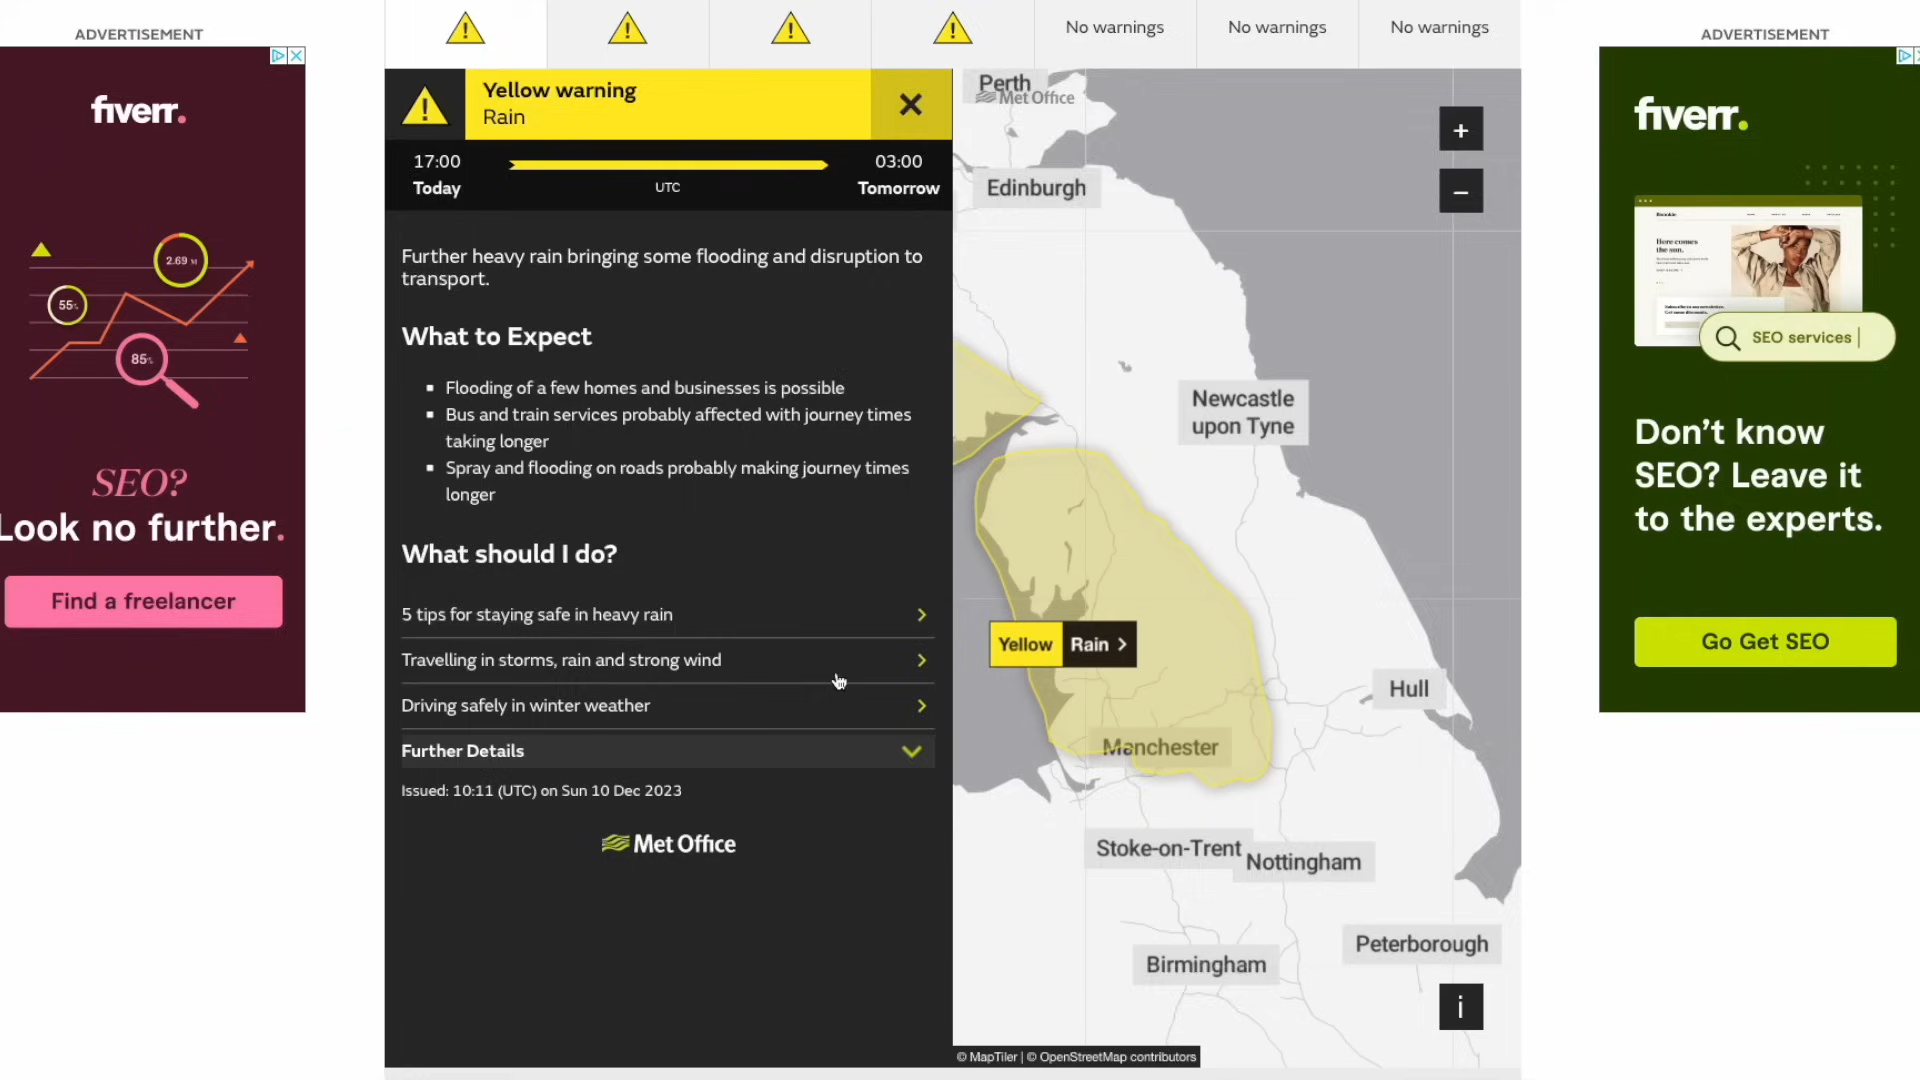 No warnings
No warnings
No warnings
ADVERTISEMENT
fiverr.
2.69 M
55%
85%
SEO?
Look no further.
Find a freelancer
Yellow warning
Rain
17:00
Today
UTC
03:00
Tomorrow
Further heavy rain bringing some flooding and disruption to
transport.
What to Expect
Flooding of a few homes and businesses is possible
Bus and train services probably affected with journey times
taking longer
Spray and flooding on roads probably making journey times
longer
What should I do?
5 tips for staying safe in heavy rain
Travelling in storms, rain and strong wind
Driving safely in winter weather
Further Details
Issued: 10:11 (UTC) on Sun 10 Dec 2023
Met Office
Perth
Met Office
Edinburgh
Newcastle
upon Tyne
Yellow Rain
Hull
Manchester
Stoke-on-Trent
Nottingham
Peterborough
Birmingham
i
© MapTiler | © OpenStreetMap contributors
+
−
ADVERTISEMENT
fiverr.
Here comes
the sun.
SEO services
Don't know
SEO? Leave it
to the experts.
Go Get SEO